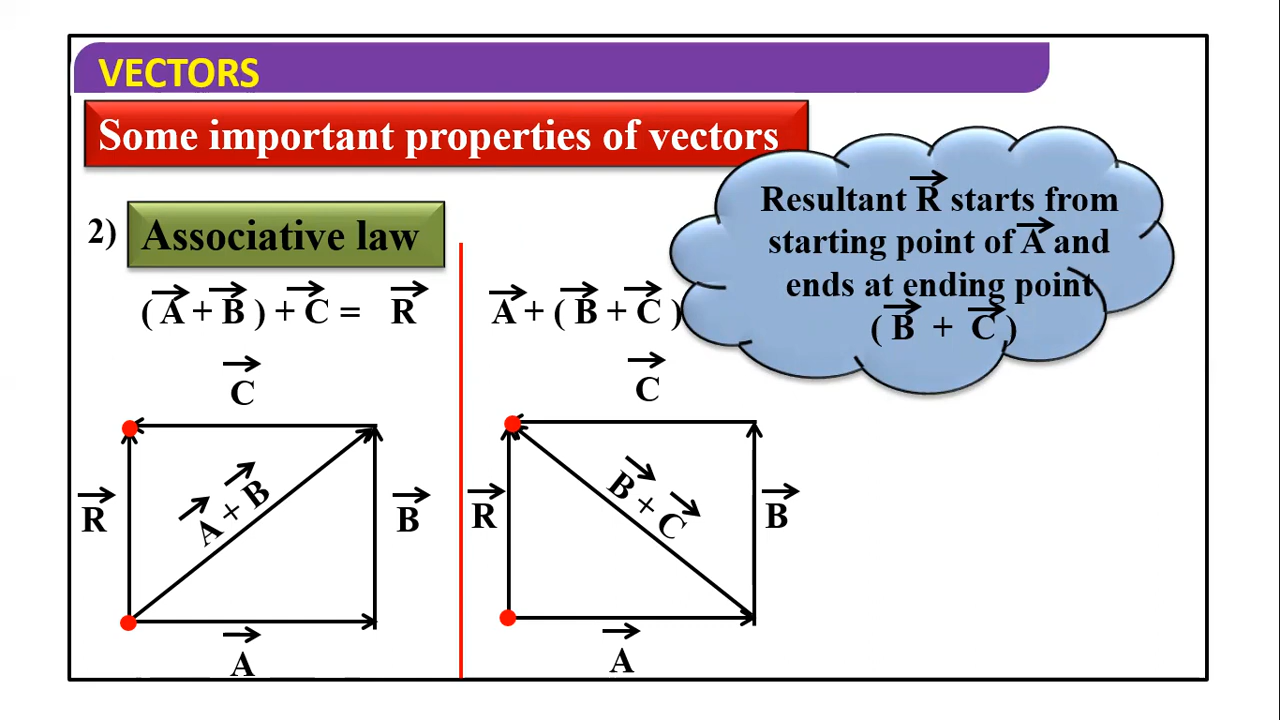 VECTORS
Some important properties of vectors
2) Associative law
(A⃗ + B⃗ ) + C⃗ = R⃗
A⃗ + ( B⃗ + C⃗ )
Resultant R⃗ starts from
starting point of A⃗ and
ends at ending point
( B⃗ + C⃗ )
C⃗
R⃗
A⃗ + B⃗
B⃗
A⃗
C⃗
R⃗
B⃗ + C⃗
B⃗
A⃗